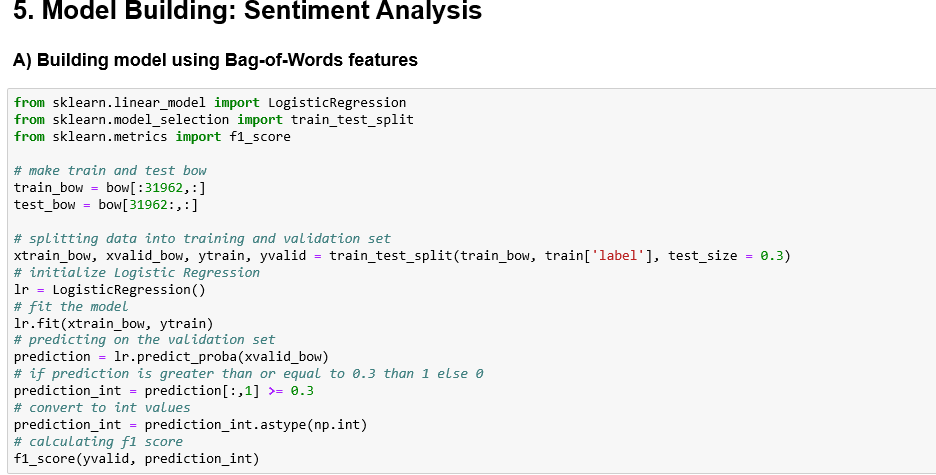 5. Model Building: Sentiment Analysis
A) Building model using Bag-of-Words features
from sklearn.linear_model import LogisticRegression
from sklearn.model_selection import train_test_split
from sklearn.metrics import f1_score
# make train and test bow
train_bow = bow[:31962,:]
test_bow = bow[31962:,:]
# splitting data into training and validation set
xtrain_bow, xvalid_bow, ytrain, yvalid = train_test_split(train_bow, train['label'], test_size = 0.3)
# initialize Logistic Regression
lr = LogisticRegression()
# fit the model
lr.fit(xtrain_bow, ytrain)
# predicting on the validation set
prediction = lr.predict_proba(xvalid_bow)
# if prediction is greater than or equal to 0.3 than 1 else 0
prediction_int = prediction[:,1] >= 0.3
# convert to int values
prediction_int = prediction_int.astype(np.int)
# calculating f1 score
f1_score(yvalid, prediction_int)